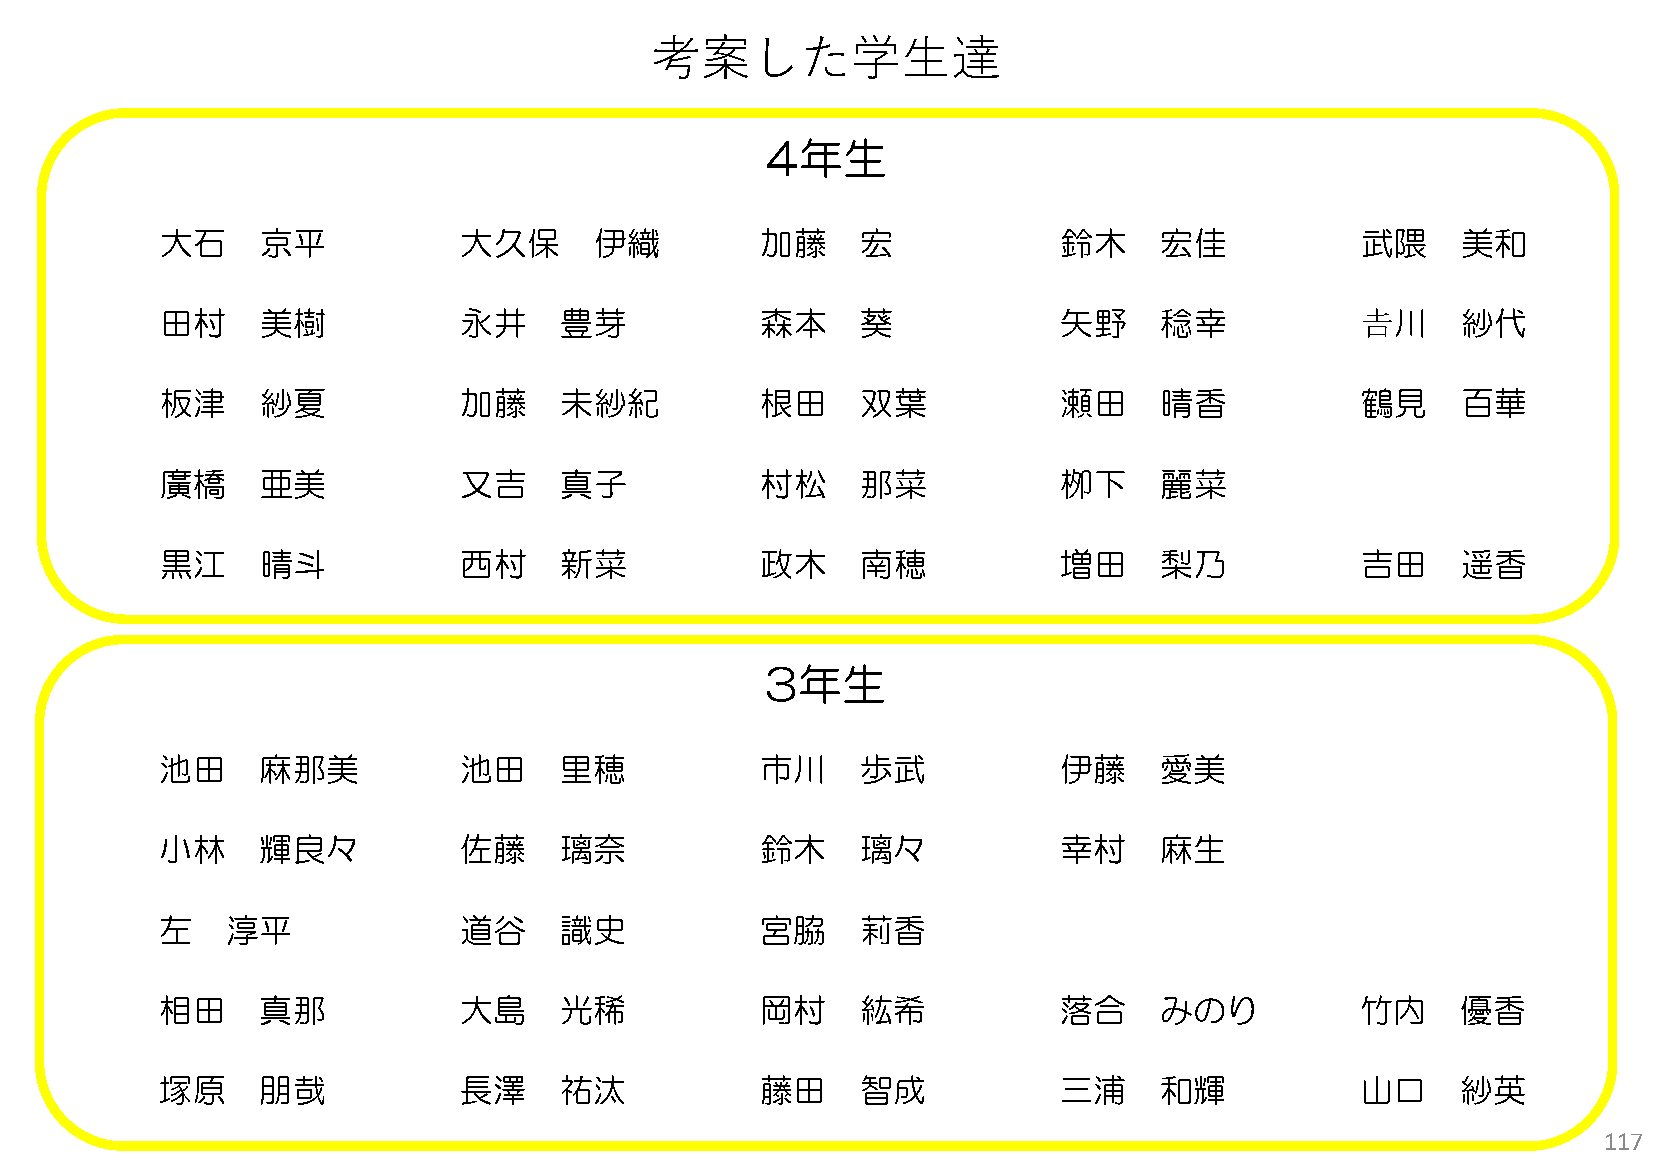 考案した学生達
４年生
大石　京平　大久保　伊織　加藤　宏　鈴木　宏佳　武隈　美和
田村　美樹　永井　豊芽　森本　葵　矢野　稔幸　𠮷川　紗代
板津　紗夏　加藤　未紗紀　根田　双葉　瀬田　晴香　鶴見　百華
廣橋　亜美　又吉　真子　村松　那菜　栁下　麗菜
黒江　晴斗　西村　新菜　政木　南穂　増田　梨乃　吉田　遥香
３年生
池田　麻那美　池田　里穂　市川　歩武　伊藤　愛美
小林　輝良々　佐藤　璃奈　鈴木　璃々　幸村　麻生
左　淳平　道谷　識史　宮脇　莉香
相田　真那　大島　光稀　岡村　紘希　落合　みのり　竹内　優香
塚原　朋哉　長澤　祐汰　藤田　智成　三浦　和輝　山口　紗英
117